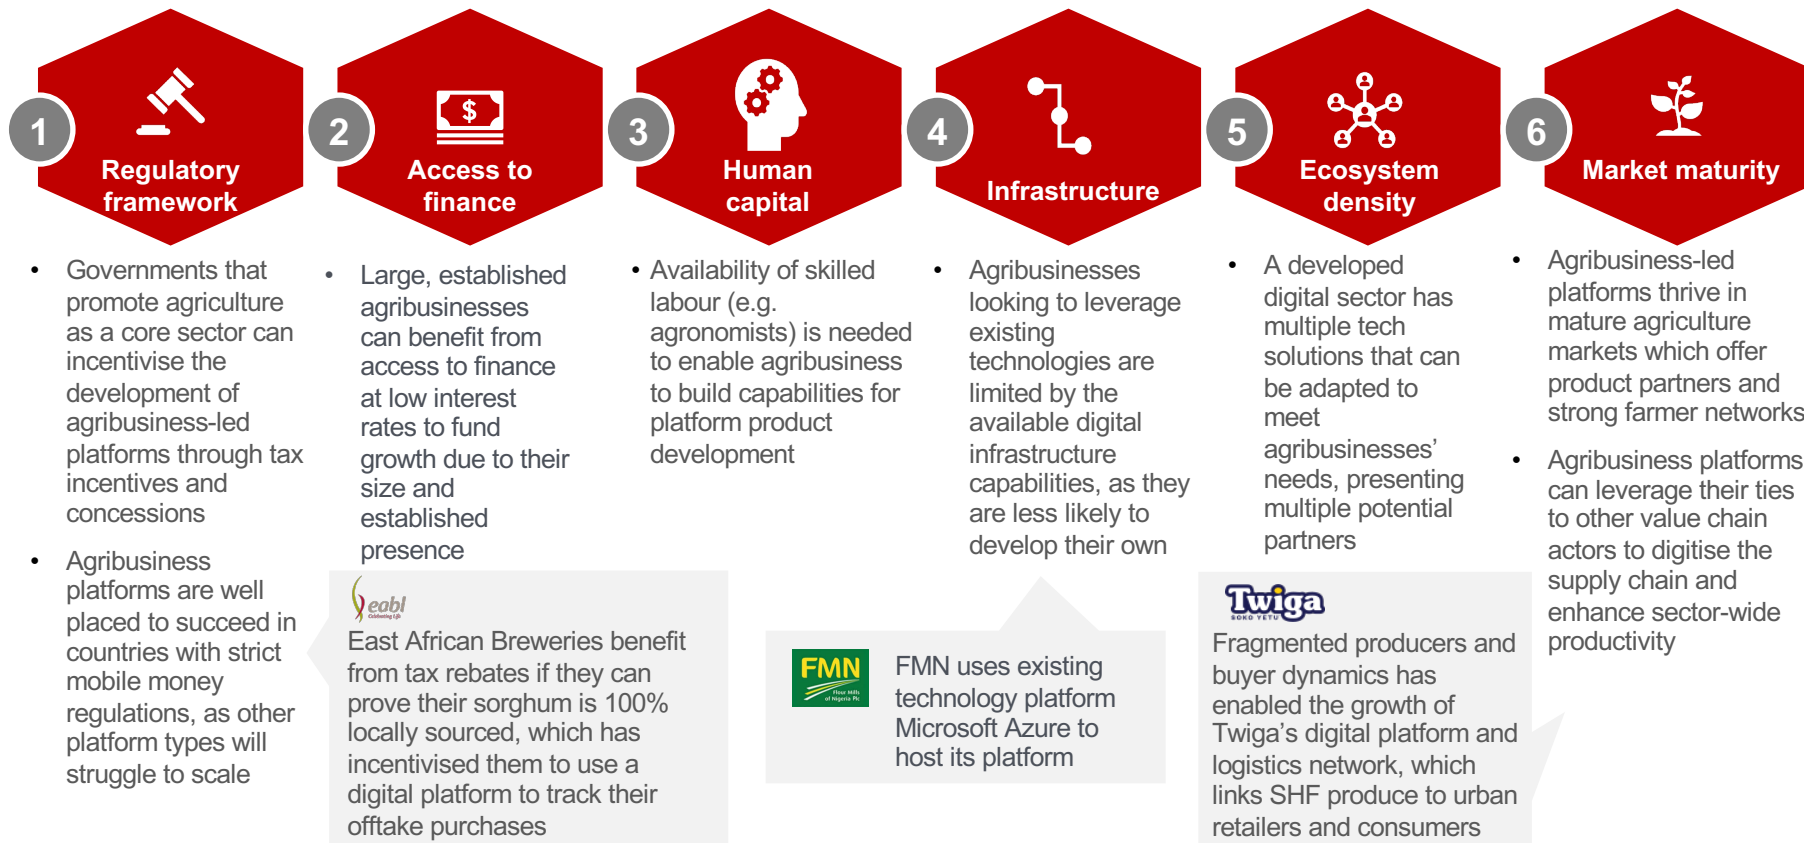 1
Regulatory
framework
• Governments that
promote agriculture
as a core sector can
incentivise the
development of
agribusiness-led
platforms through tax
incentives and
concessions
• Agribusiness
platforms are well
placed to succeed in
countries with strict
mobile money
regulations, as other
platform types will
struggle to scale
2
$
Access to
finance
• Large, established
agribusinesses
can benefit from
access to finance
at low interest
rates to fund
growth due to their
size and
established
presence
eabl
Celebrating Life
East African Breweries benefit
from tax rebates if they can
prove their sorghum is 100%
locally sourced, which has
incentivised them to use a
digital platform to track their
offtake purchases
3
Human
capital
• Availability of skilled
labour (e.g.
agronomists) is needed
to enable agribusiness
to build capabilities for
platform product
development
4
Infrastructure
• Agribusinesses
looking to leverage
existing
technologies are
limited by the
available digital
infrastructure
capabilities, as they
are less likely to
develop their own
FMN
Flour Mills
of Nigeria Plc
FMN uses existing
technology platform
Microsoft Azure to
host its platform
5
Ecosystem
density
• A developed
digital sector has
multiple tech
solutions that can
be adapted to
meet
agribusinesses’
needs, presenting
multiple potential
partners
Twiga
SOKO YETU
Fragmented producers and
buyer dynamics has
enabled the growth of
Twiga’s digital platform and
logistics network, which
links SHF produce to urban
retailers and consumers
6
Market maturity
• Agribusiness-led
platforms thrive in
mature agriculture
markets which offer
product partners and
strong farmer networks
• Agribusiness platforms
can leverage their ties
to other value chain
actors to digitise the
supply chain and
enhance sector-wide
productivity